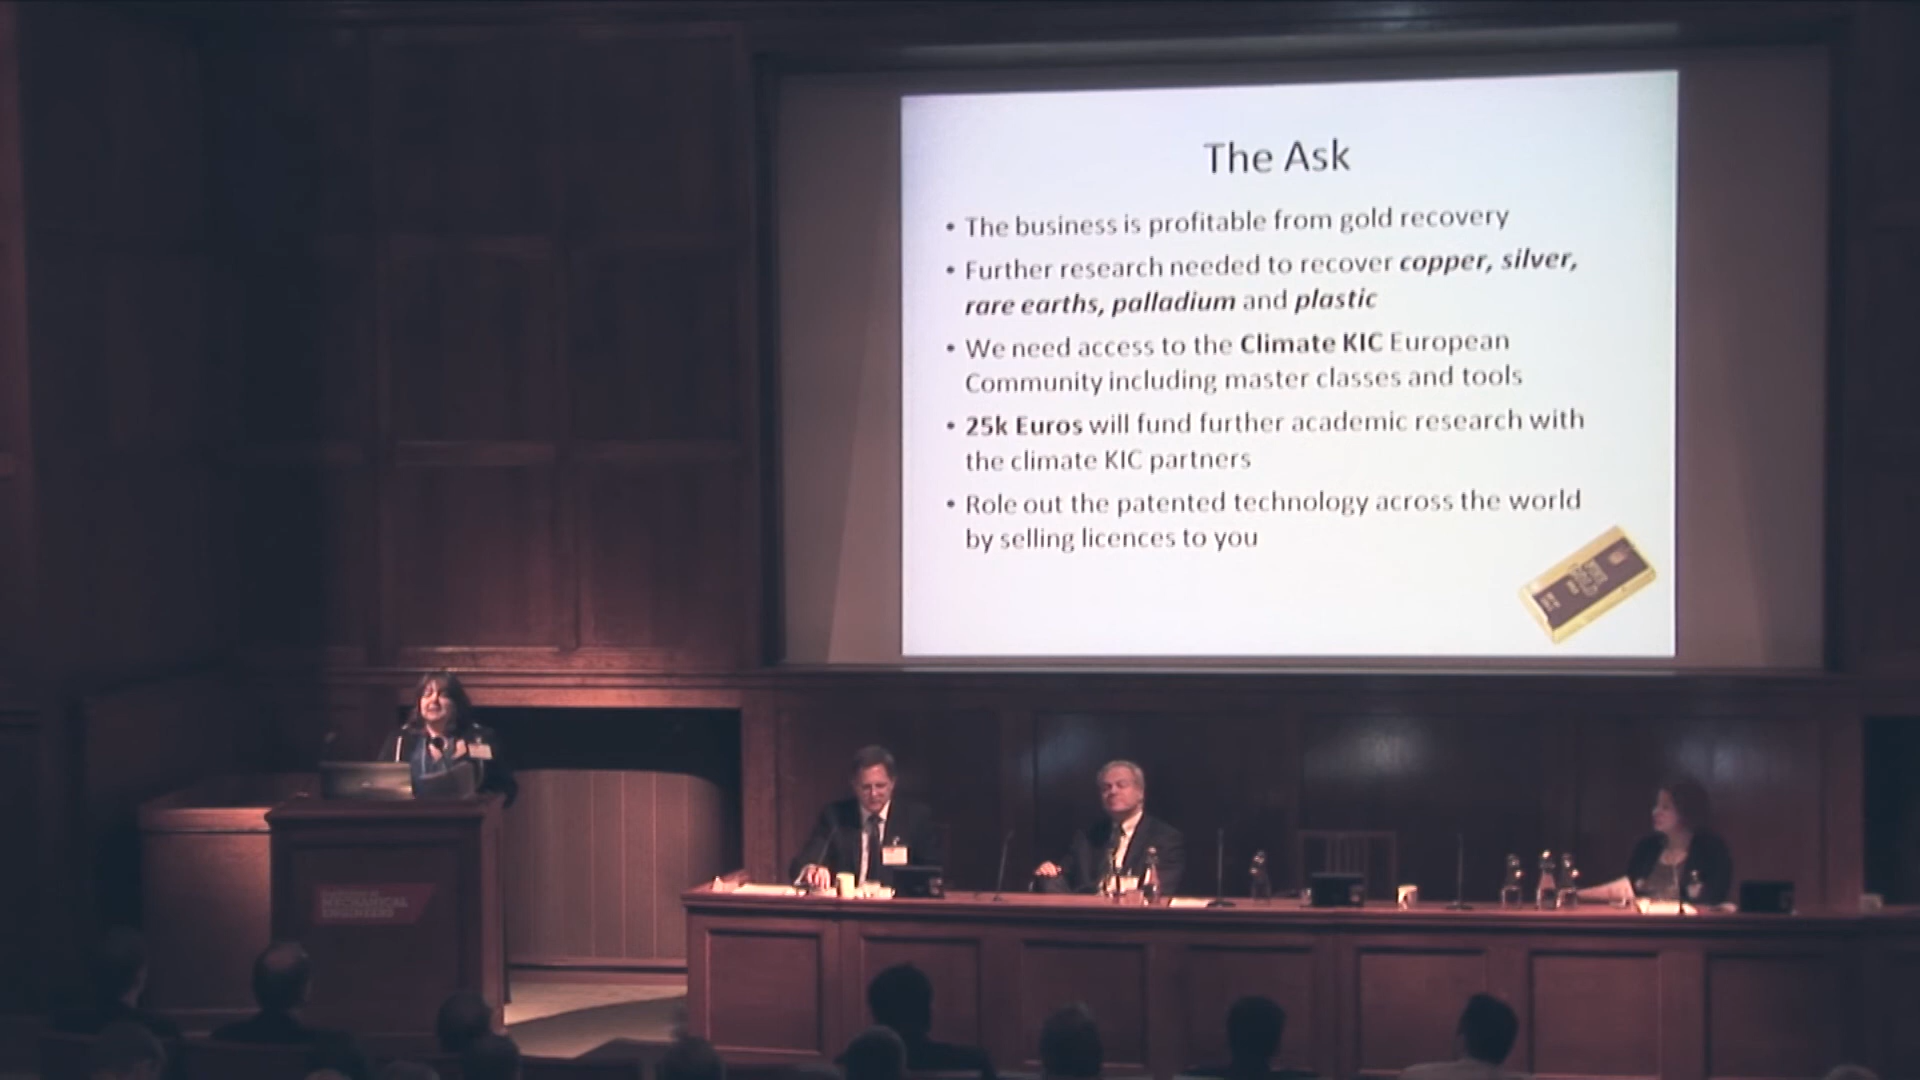 The Ask
• The business is profitable from gold recovery
• Further research needed to recover copper, silver,
rare earths, palladium and plastic
• We need access to the Climate KIC European
Community including master classes and tools
• 25k Euros will fund further academic research with
the climate KIC partners
• Role out the patented technology across the world
by selling licences to you
MECHANICAL
ENGINEERS